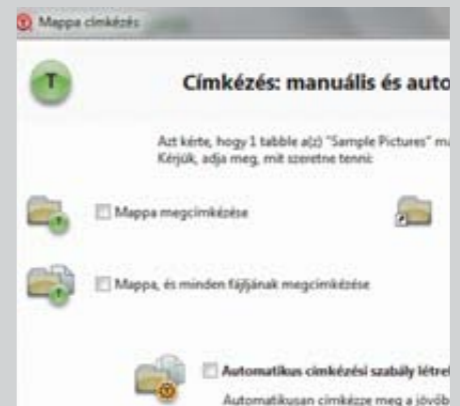 Mappa címkézés
T
Címkézés: manuális és auto
Azt kérte, hogy 1 tabble a(z) "Sample Pictures" ma
Kérjük, adja meg, mit szeretne tenni:
Mappa megcímkézése
T
Mappa, és minden fájljának megcímkézése
T
Automatikus címkézési szabály létre
Automatikusan címkézze meg a jövőb